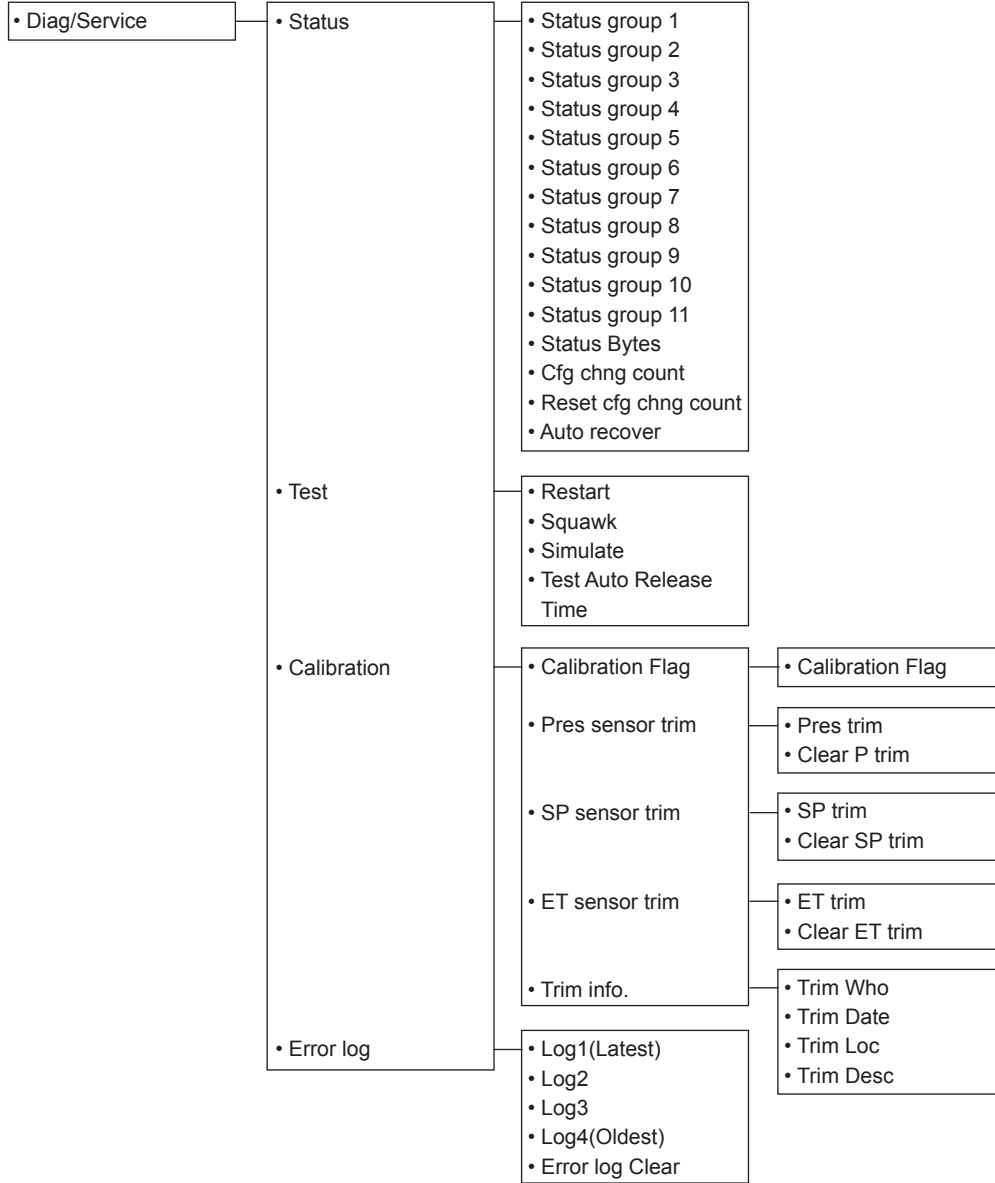 • Diag/Service
• Status
• Status group 1
• Status group 2
• Status group 3
• Status group 4
• Status group 5
• Status group 6
• Status group 7
• Status group 8
• Status group 9
• Status group 10
• Status group 11
• Status Bytes
• Cfg chng count
• Reset cfg chng count
• Auto recover
• Test
• Restart
• Squawk
• Simulate
• Test Auto Release
Time
• Calibration
• Calibration Flag
• Calibration Flag
• Pres sensor trim
• Pres trim
• Clear P trim
• SP sensor trim
• SP trim
• Clear SP trim
• ET sensor trim
• ET trim
• Clear ET trim
• Trim info.
• Trim Who
• Trim Date
• Trim Loc
• Trim Desc
• Error log
• Log1(Latest)
• Log2
• Log3
• Log4(Oldest)
• Error log Clear